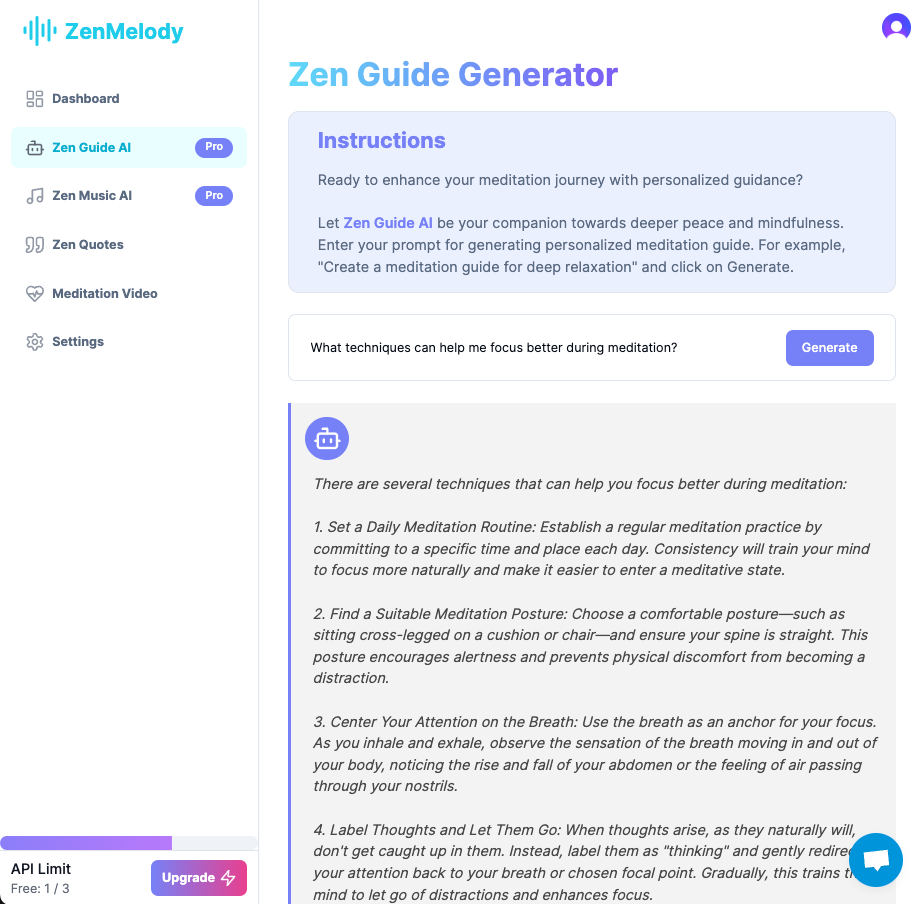 ZenMelody
Dashboard
Zen Guide AI
Pro
Zen Music AI
Pro
Zen Quotes
Meditation Video
Settings
API Limit
Free: 1 / 3
Upgrade
Zen Guide Generator
Instructions
Ready to enhance your meditation journey with personalized guidance?
Let Zen Guide AI be your companion towards deeper peace and mindfulness.
Enter your prompt for generating personalized meditation guide. For example,
"Create a meditation guide for deep relaxation" and click on Generate.
What techniques can help me focus better during meditation?
Generate
There are several techniques that can help you focus better during meditation:
1. Set a Daily Meditation Routine: Establish a regular meditation practice by
committing to a specific time and place each day. Consistency will train your mind
to focus more naturally and make it easier to enter a meditative state.
2. Find a Suitable Meditation Posture: Choose a comfortable posture—such as
sitting cross-legged on a cushion or chair—and ensure your spine is straight. This
posture encourages alertness and prevents physical discomfort from becoming a
distraction.
3. Center Your Attention on the Breath: Use the breath as an anchor for your focus.
As you inhale and exhale, observe the sensation of the breath moving in and out of
your body, noticing the rise and fall of your abdomen or the feeling of air passing
through your nostrils.
4. Label Thoughts and Let Them Go: When thoughts arise, as they naturally will,
don't get caught up in them. Instead, label them as "thinking" and gently
your attention back to your breath or chosen focal point. Gradually, this trains
mind to let go of distractions and enhances focus.